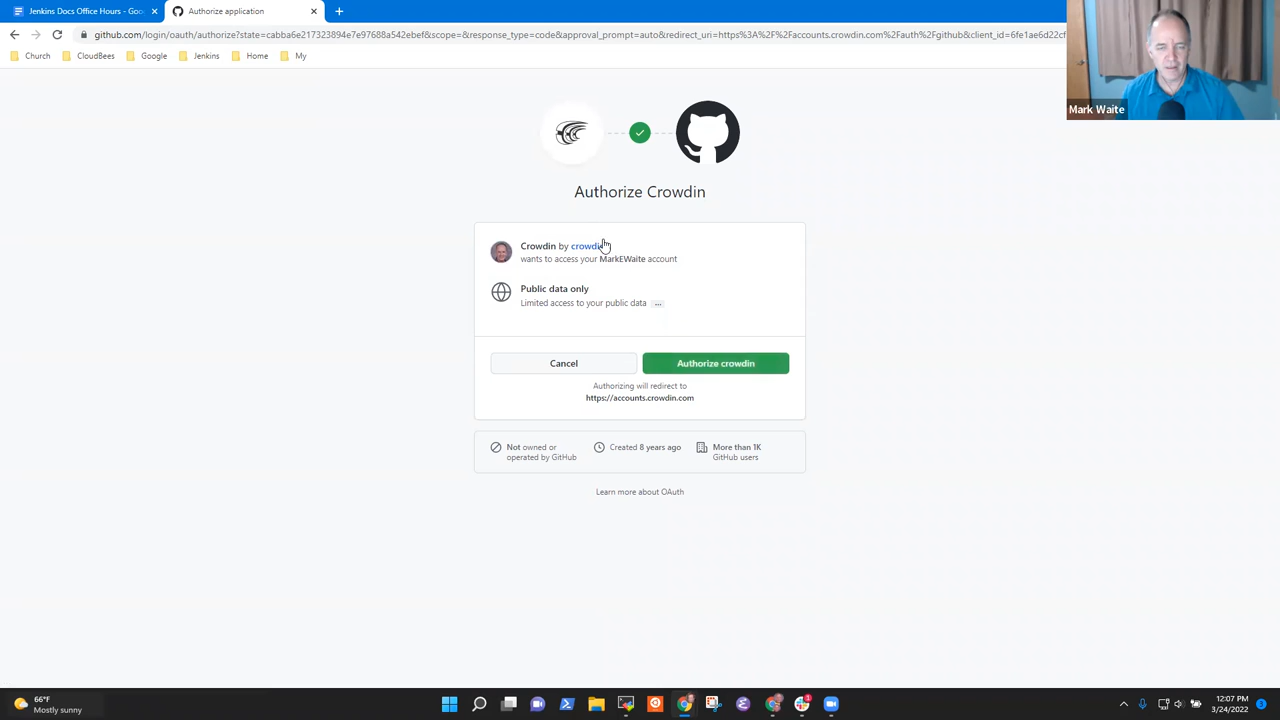 Jenkins Docs Office Hours - Goo
Authorize application
github.com/login/oauth/authorize?state=cabba6e217323894e7e97688a542ebef&scope=&response_type=code&approval_prompt=auto&redirect_uri=https%3A%2F%2Faccounts.crowdin.com%2Fauth%2Fgithub&client_id=6fe1ae6d22cf
Church
CloudBees
Google
Jenkins
Home
My
Mark Waite
Authorize Crowdin
Crowdin by crowdin
wants to access your MarkEWaite account
Public data only
Limited access to your public data ...
Cancel
Authorize crowdin
Authorizing will redirect to
https://accounts.crowdin.com
Not owned or
operated by GitHub
Created 8 years ago
More than 1K
GitHub users
Learn more about OAuth
66°F
Mostly sunny
12:07 PM
3/24/2022